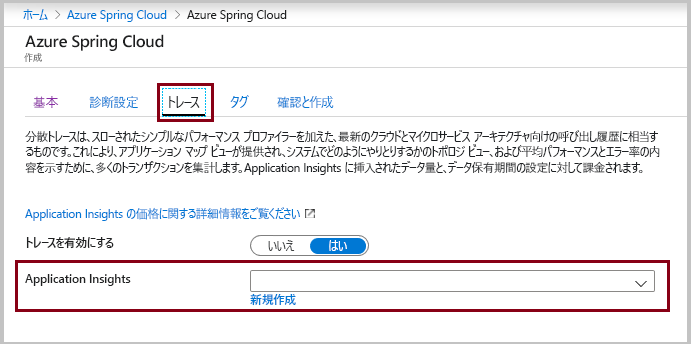 ホーム > Azure Spring Cloud > Azure Spring Cloud
Azure Spring Cloud
作成
基本 診断設定 トレース タグ 確認と作成
分散トレースは、スローされたシンプルなパフォーマンス プロファイラーを加えた、最新のクラウドとマイクロサービス アーキテクチャ向けの呼び出し履歴に相当するものです。これにより、アプリケーション マップ ビューが提供され、システムでどのようにやりとりするかのトポロジ ビュー、および平均パフォーマンスとエラー率の内容を示すために、多くのトランザクションを集計します。Application Insights に挿入されたデータ量と、データ保有期間の設定に対して課金されます。
Application Insights の価格に関する詳細情報をご覧ください
トレースを有効にする いいえ はい
Application Insights
新規作成